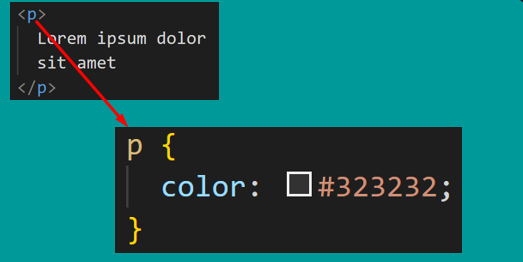 <p>
Lorem ipsum dolor
sit amet
</p>
p {
color: #323232;
}